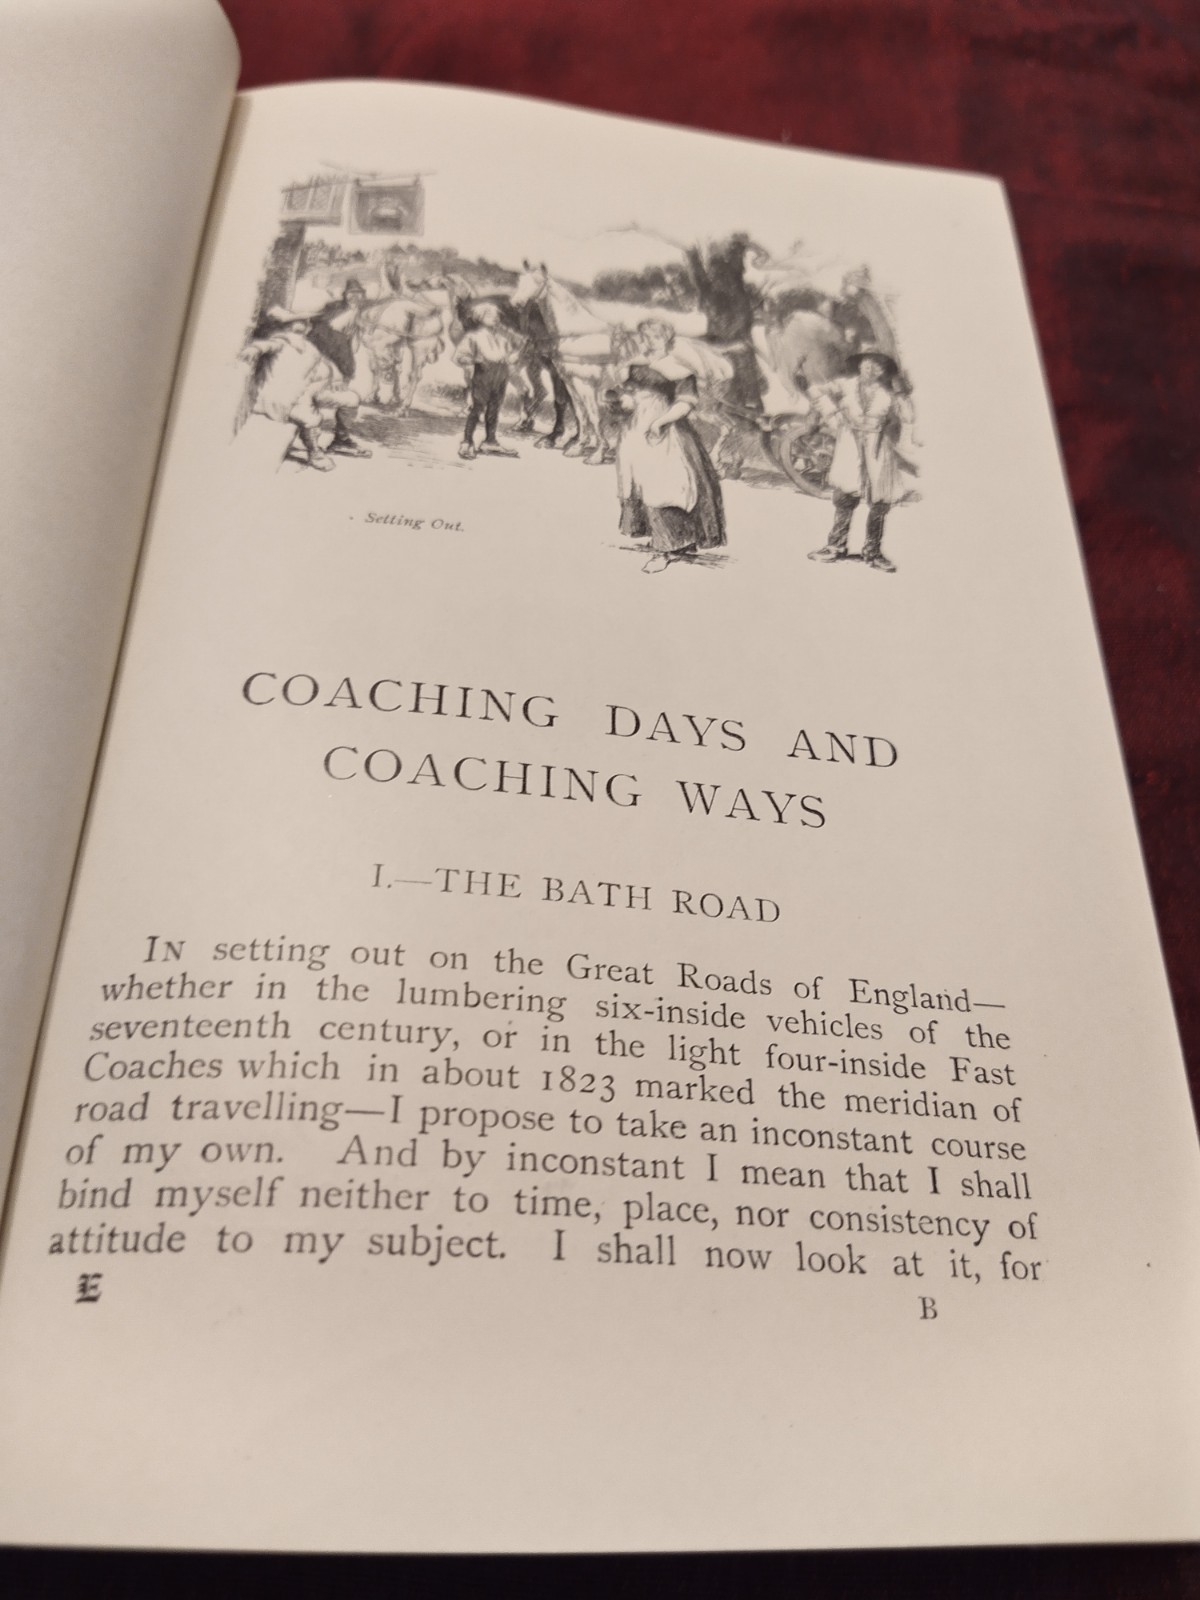 Setting Out.
COACHING DAYS AND
COACHING WAYS
I.—THE BATH ROAD
IN setting out on the Great Roads of England—
whether in the lumbering six-inside vehicles of the
seventeenth century, or in the light four-inside Fast
Coaches which in about 1823 marked the meridian of
road travelling—I propose to take an inconstant course
of my own. And by inconstant I mean that I shall
bind myself neither to time, place, nor consistency of
attitude to my subject. I shall now look at it, for
E
B